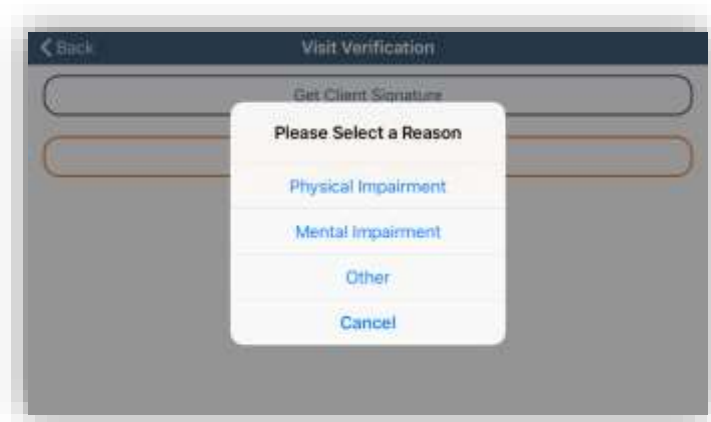 Back
Visit Verification
Get Client Signature
Please Select a Reason
Physical Impairment
Mental Impairment
Other
Cancel